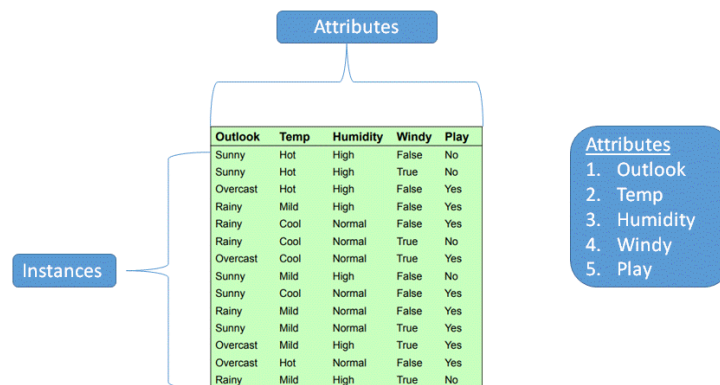 Attributes
Outlook Temp Humidity Windy Play
Sunny Hot High False No
Sunny Hot High True No
Overcast Hot High False Yes
Rainy Mild High False Yes
Rainy Cool Normal False Yes
Rainy Cool Normal True No
Overcast Cool Normal True Yes
Sunny Mild High False No
Sunny Cool Normal False Yes
Rainy Mild Normal False Yes
Sunny Mild Normal True Yes
Overcast Mild High True Yes
Overcast Hot Normal False Yes
Rainy Mild High True No
Instances
Attributes
1. Outlook
2. Temp
3. Humidity
4. Windy
5. Play